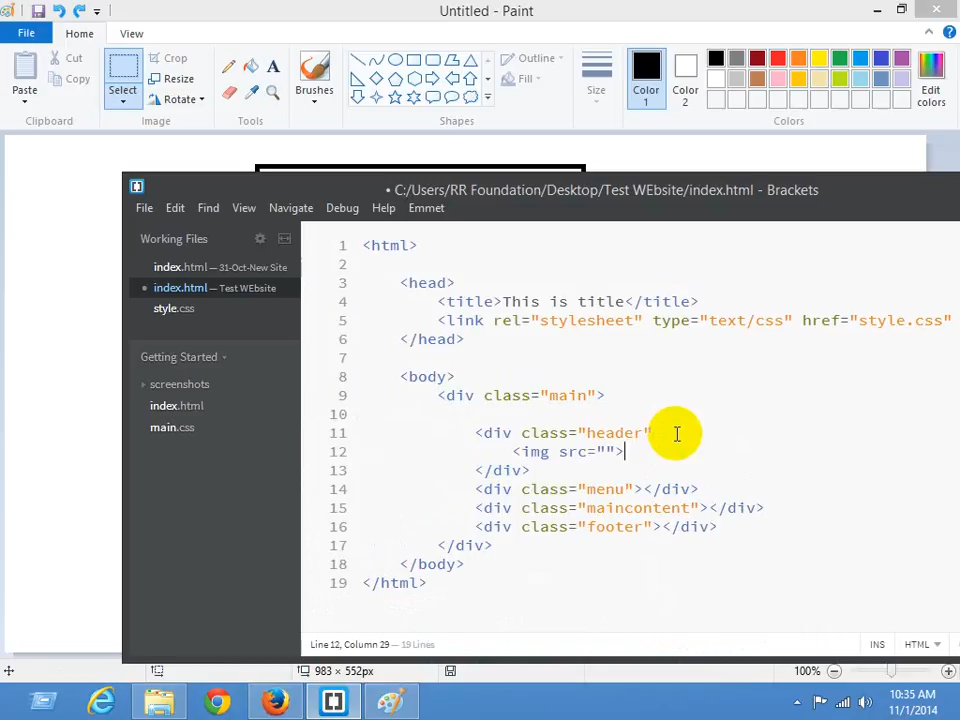 Untitled - Paint
File Home View
Cut
Copy
Paste
Clipboard
Crop
Resize
Rotate
Select
Image
Tools
Brushes
Outline
Fill
Shapes
Size
Color 1
Color 2
Edit colors
Colors
• C:/Users/RR Foundation/Desktop/Test WEbsite/index.html - Brackets
File Edit Find View Navigate Debug Help Emmet
Working Files
index.html — 31-Oct-New Site
index.html — Test WEbsite
style.css
Getting Started
screenshots
index.html
main.css
1 <html>
2
3 <head>
4 <title>This is title</title>
5 <link rel="stylesheet" type="text/css" href="style.css"
6 </head>
7
8 <body>
9 <div class="main">
10
11 <div class="header"
12 <img src="">
13 </div>
14 <div class="menu"></div>
15 <div class="maincontent"></div>
16 <div class="footer"></div>
17 </div>
18 </body>
19 </html>
Line 12, Column 29 — 19 Lines
INS HTML
983 × 552px
100%
10:35 AM
11/1/2014